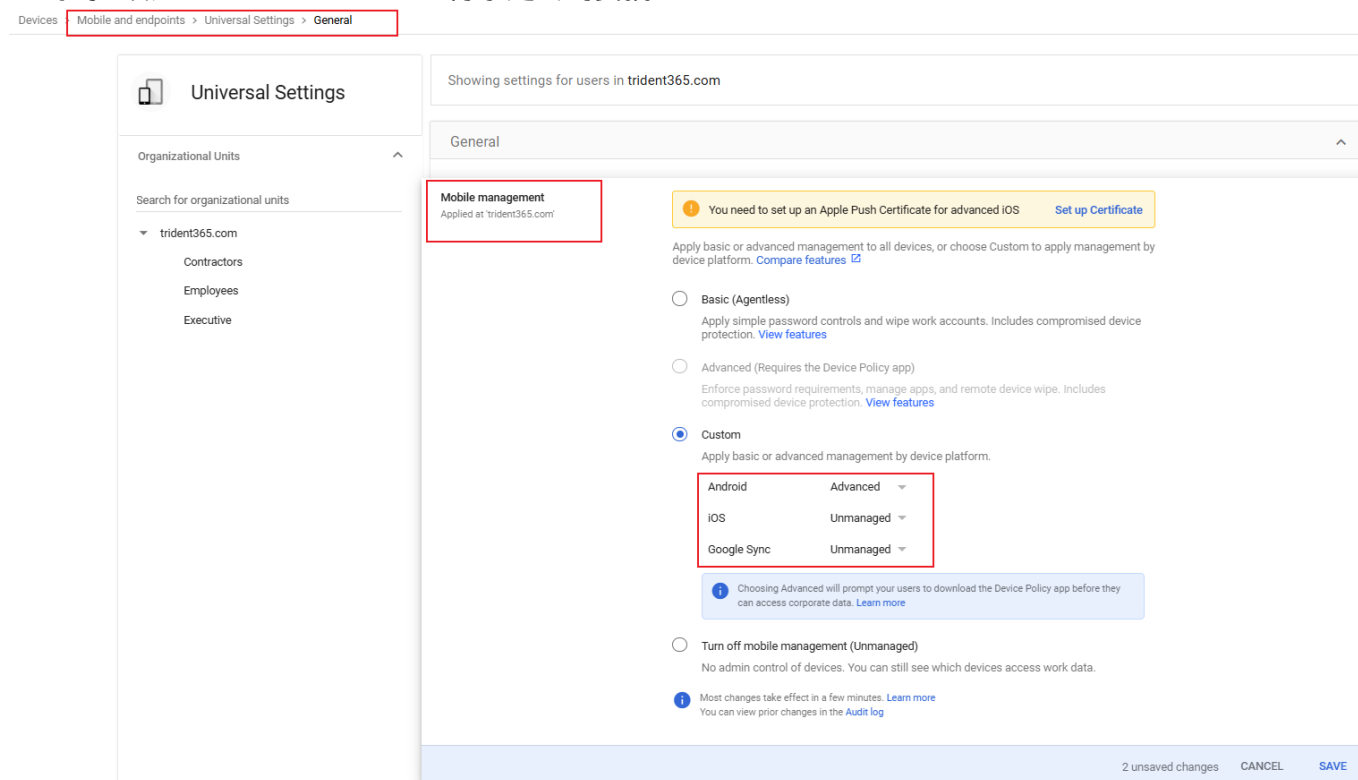 Devices > Mobile and endpoints > Universal Settings > General
Universal Settings
Showing settings for users in trident365.com
General
Organizational Units
Search for organizational units
trident365.com
Contractors
Employees
Executive
Mobile management
Applied at 'trident365.com'
You need to set up an Apple Push Certificate for advanced iOS Set up Certificate
Apply basic or advanced management to all devices, or choose Custom to apply management by
device platform. Compare features
Basic (Agentless)
Apply simple password controls and wipe work accounts. Includes compromised device
protection. View features
Advanced (Requires the Device Policy app)
Enforce password requirements, manage apps, and remote device wipe. Includes
compromised device protection. View features
Custom
Apply basic or advanced management by device platform.
Android Advanced
iOS Unmanaged
Google Sync Unmanaged
Choosing Advanced will prompt your users to download the Device Policy app before they
can access corporate data. Learn more
Turn off mobile management (Unmanaged)
No admin control of devices. You can still see which devices access work data.
Most changes take effect in a few minutes. Learn more
You can view prior changes in the Audit log
2 unsaved changes CANCEL SAVE